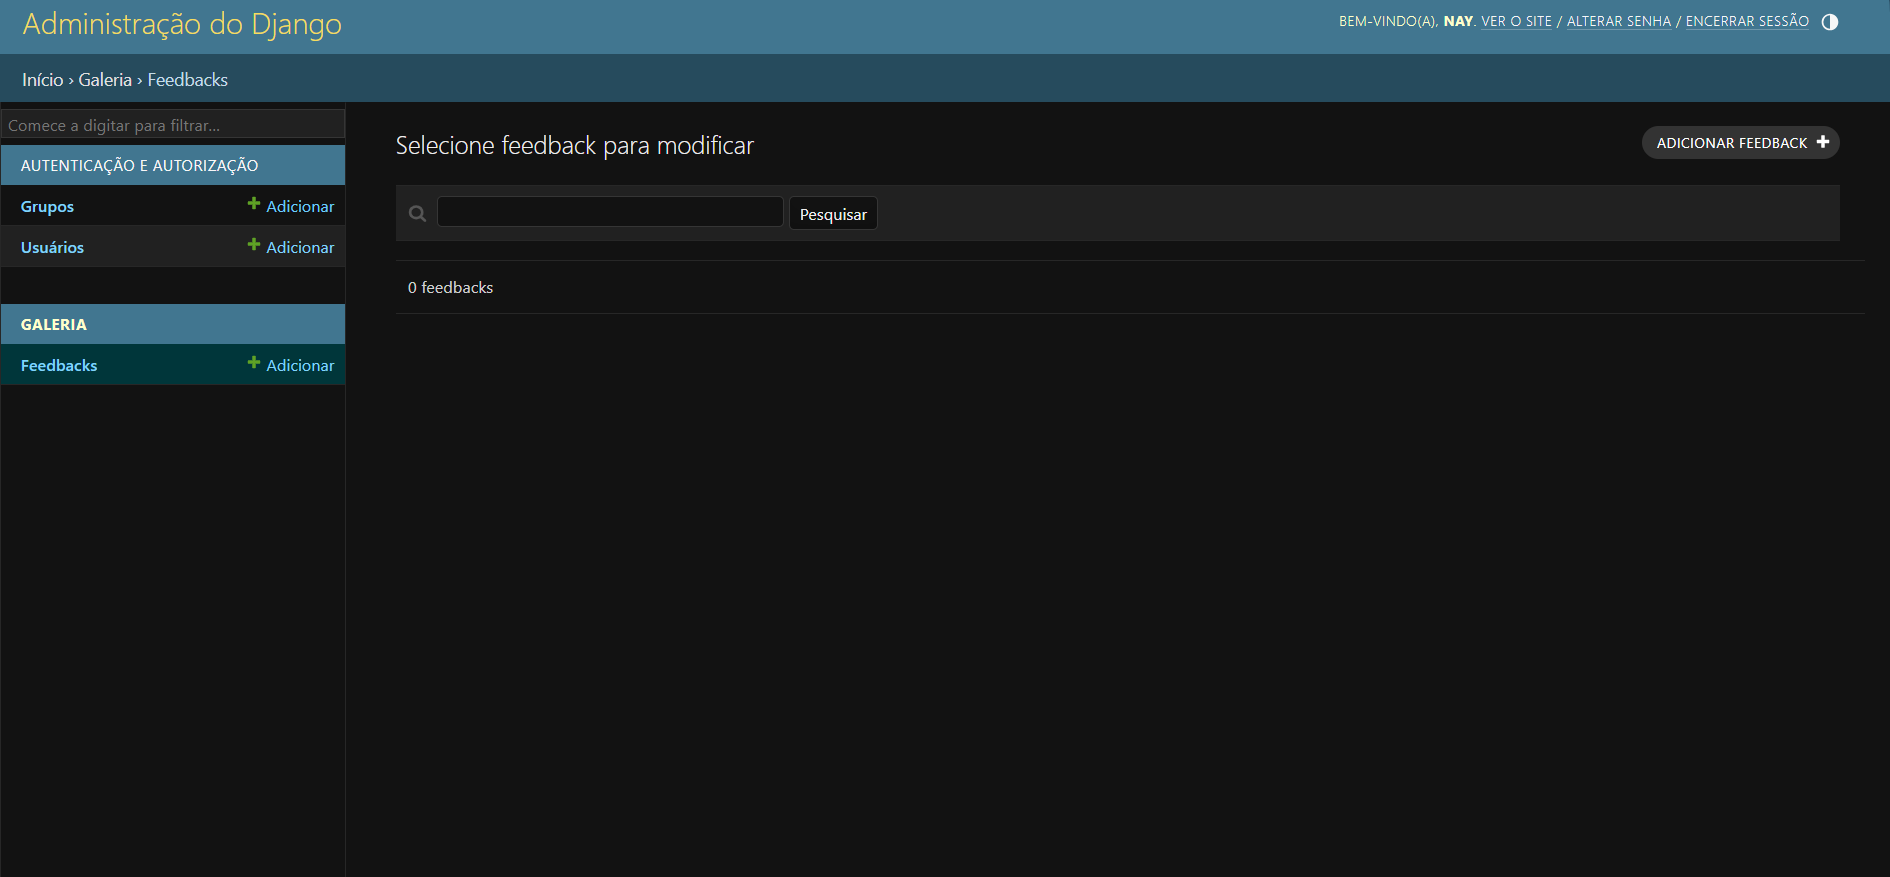 Administração do Django
BEM-VINDO(A), NAY. VER O SITE / ALTERAR SENHA / ENCERRAR SESSÃO
Início › Galeria › Feedbacks
Comece a digitar para filtrar...
AUTENTICAÇÃO E AUTORIZAÇÃO
Grupos Adicionar
Usuários Adicionar
GALERIA
Feedbacks Adicionar
Selecione feedback para modificar
ADICIONAR FEEDBACK
Pesquisar
0 feedbacks